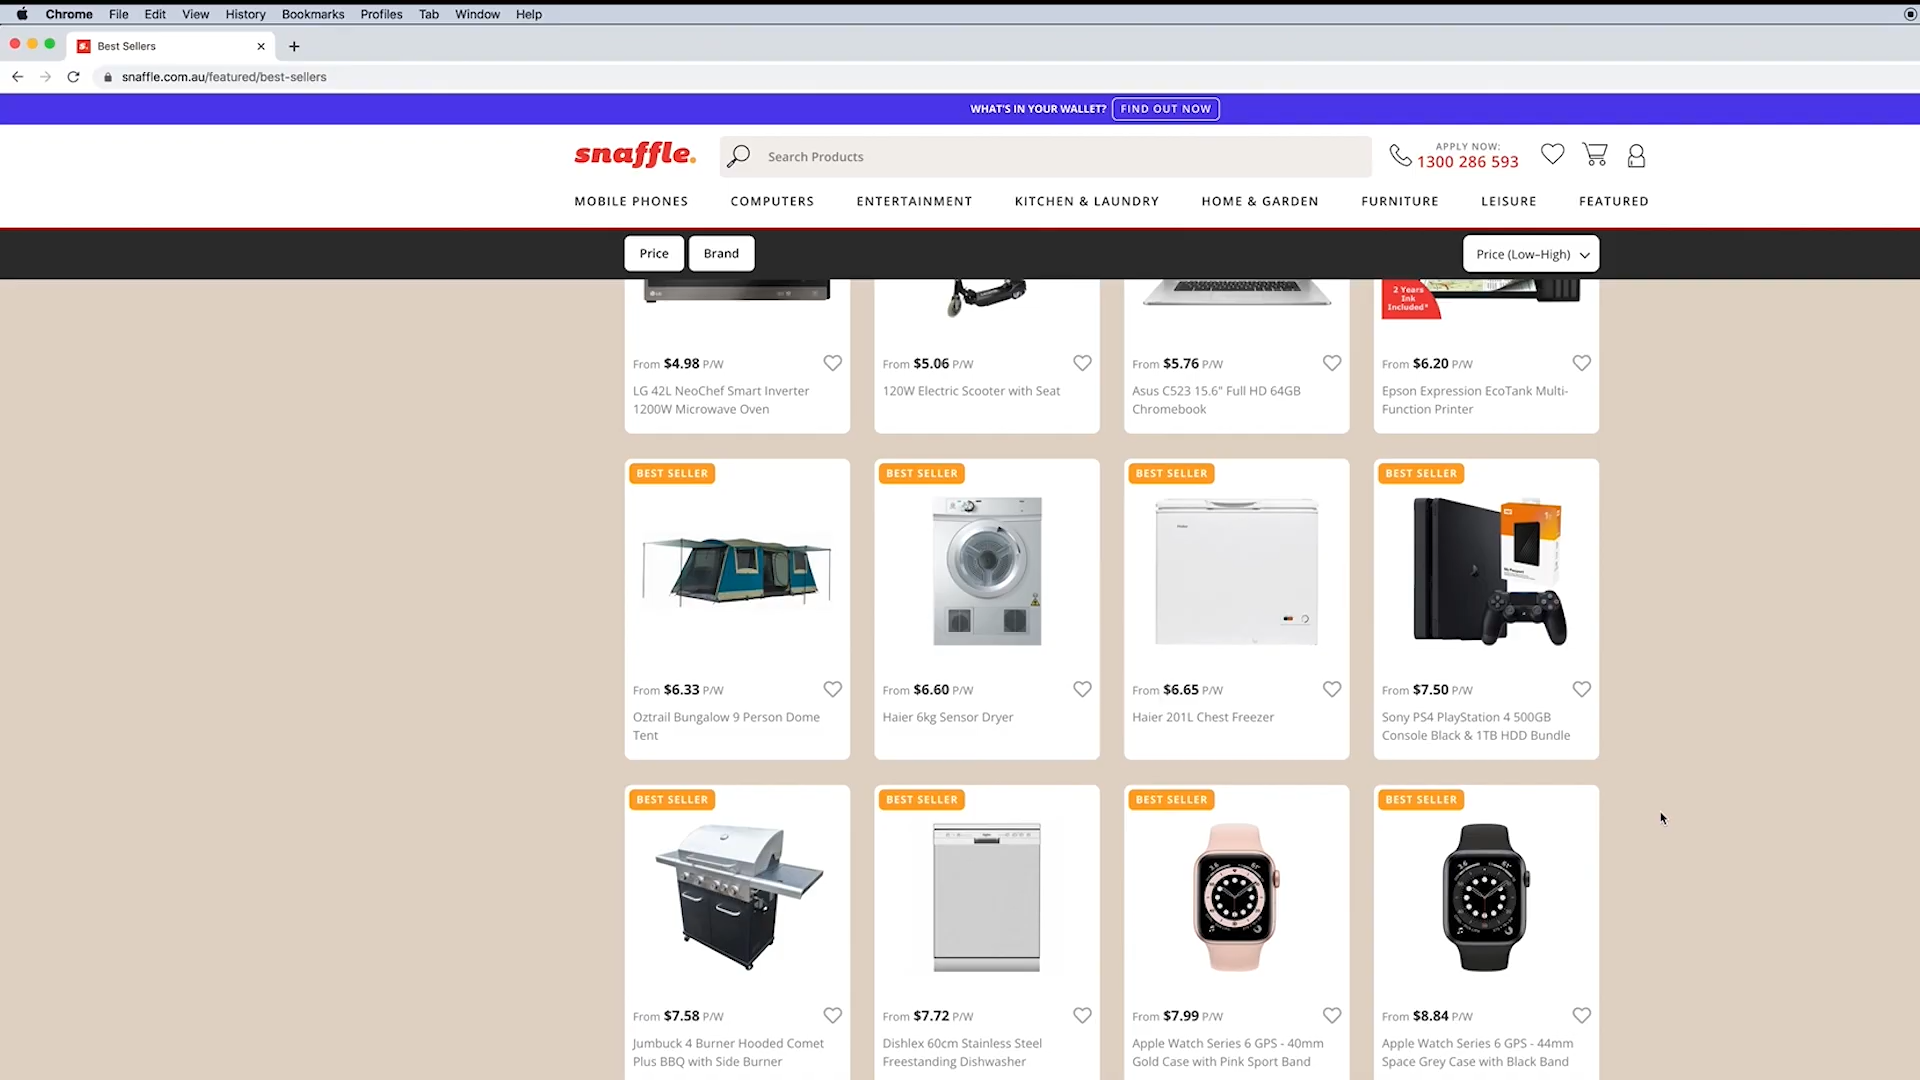 Chrome File Edit View History Bookmarks Profiles Tab Window Help
Best Sellers
snaffle.com.au/featured/best-sellers
WHAT'S IN YOUR WALLET? FIND OUT NOW
snaffle.
Search Products
APPLY NOW:
1300 286 593
MOBILE PHONES COMPUTERS ENTERTAINMENT KITCHEN & LAUNDRY HOME & GARDEN FURNITURE LEISURE FEATURED
Price Brand Price (Low–High)
2 Years
Ink
Included*
From $4.98 P/W
LG 42L NeoChef Smart Inverter
1200W Microwave Oven
From $5.06 P/W
120W Electric Scooter with Seat
From $5.76 P/W
Asus C523 15.6" Full HD 64GB
Chromebook
From $6.20 P/W
Epson Expression EcoTank Multi-
Function Printer
BEST SELLER
From $6.33 P/W
Oztrail Bungalow 9 Person Dome
Tent
BEST SELLER
From $6.60 P/W
Haier 6kg Sensor Dryer
BEST SELLER
From $6.65 P/W
Haier 201L Chest Freezer
BEST SELLER
From $7.50 P/W
Sony PS4 PlayStation 4 500GB
Console Black & 1TB HDD Bundle
BEST SELLER
From $7.58 P/W
Jumbuck 4 Burner Hooded Comet
Plus BBQ with Side Burner
BEST SELLER
From $7.72 P/W
Dishlex 60cm Stainless Steel
Freestanding Dishwasher
BEST SELLER
From $7.99 P/W
Apple Watch Series 6 GPS - 40mm
Gold Case with Pink Sport Band
BEST SELLER
From $8.84 P/W
Apple Watch Series 6 GPS - 44mm
Space Grey Case with Black Band